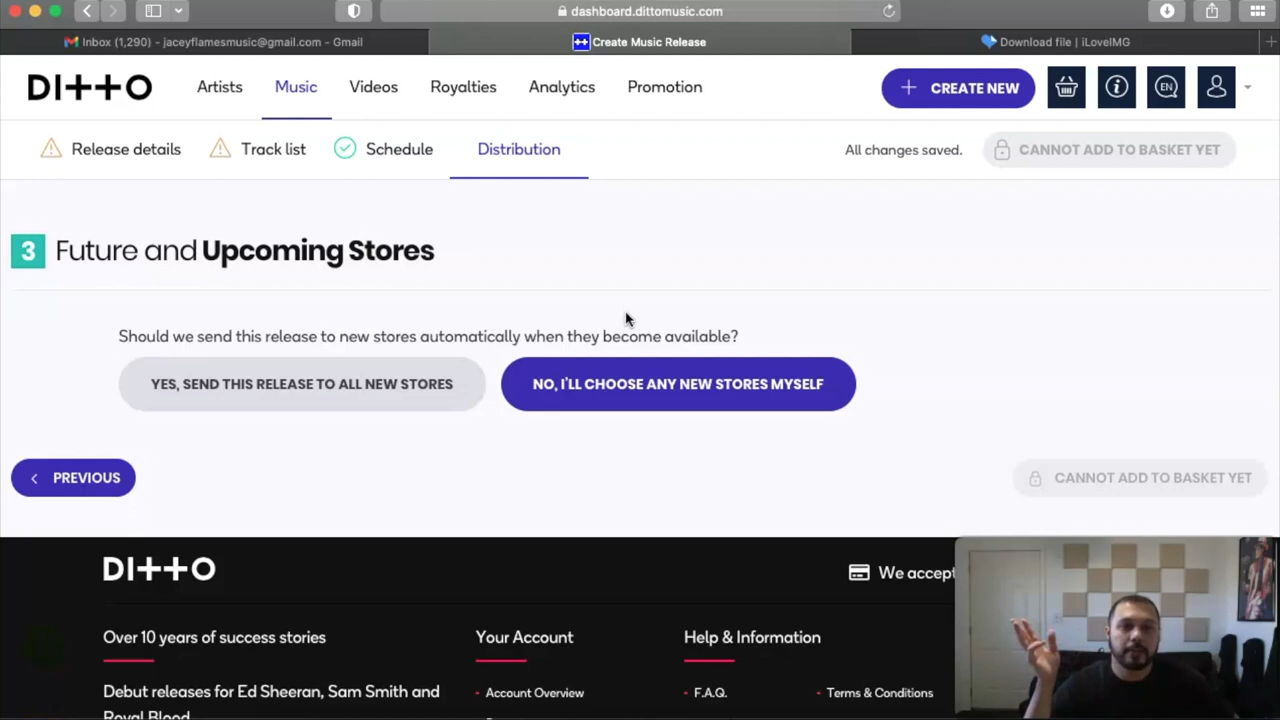 dashboard.dittomusic.com
Inbox (1,290) - jaceyflamesmusic@gmail.com - Gmail
Create Music Release
Download file | iLoveIMG
DITTO
Artists
Music
Videos
Royalties
Analytics
Promotion
+ CREATE NEW
EN
Release details
Track list
Schedule
Distribution
All changes saved.
CANNOT ADD TO BASKET YET
3 Future and Upcoming Stores
Should we send this release to new stores automatically when they become available?
YES, SEND THIS RELEASE TO ALL NEW STORES
NO, I'LL CHOOSE ANY NEW STORES MYSELF
< PREVIOUS
CANNOT ADD TO BASKET YET
DITTO
We accept
Over 10 years of success stories
Your Account
Help & Information
Debut releases for Ed Sheeran, Sam Smith and
Royal Blood
Account Overview
F.A.Q.
Terms & Conditions